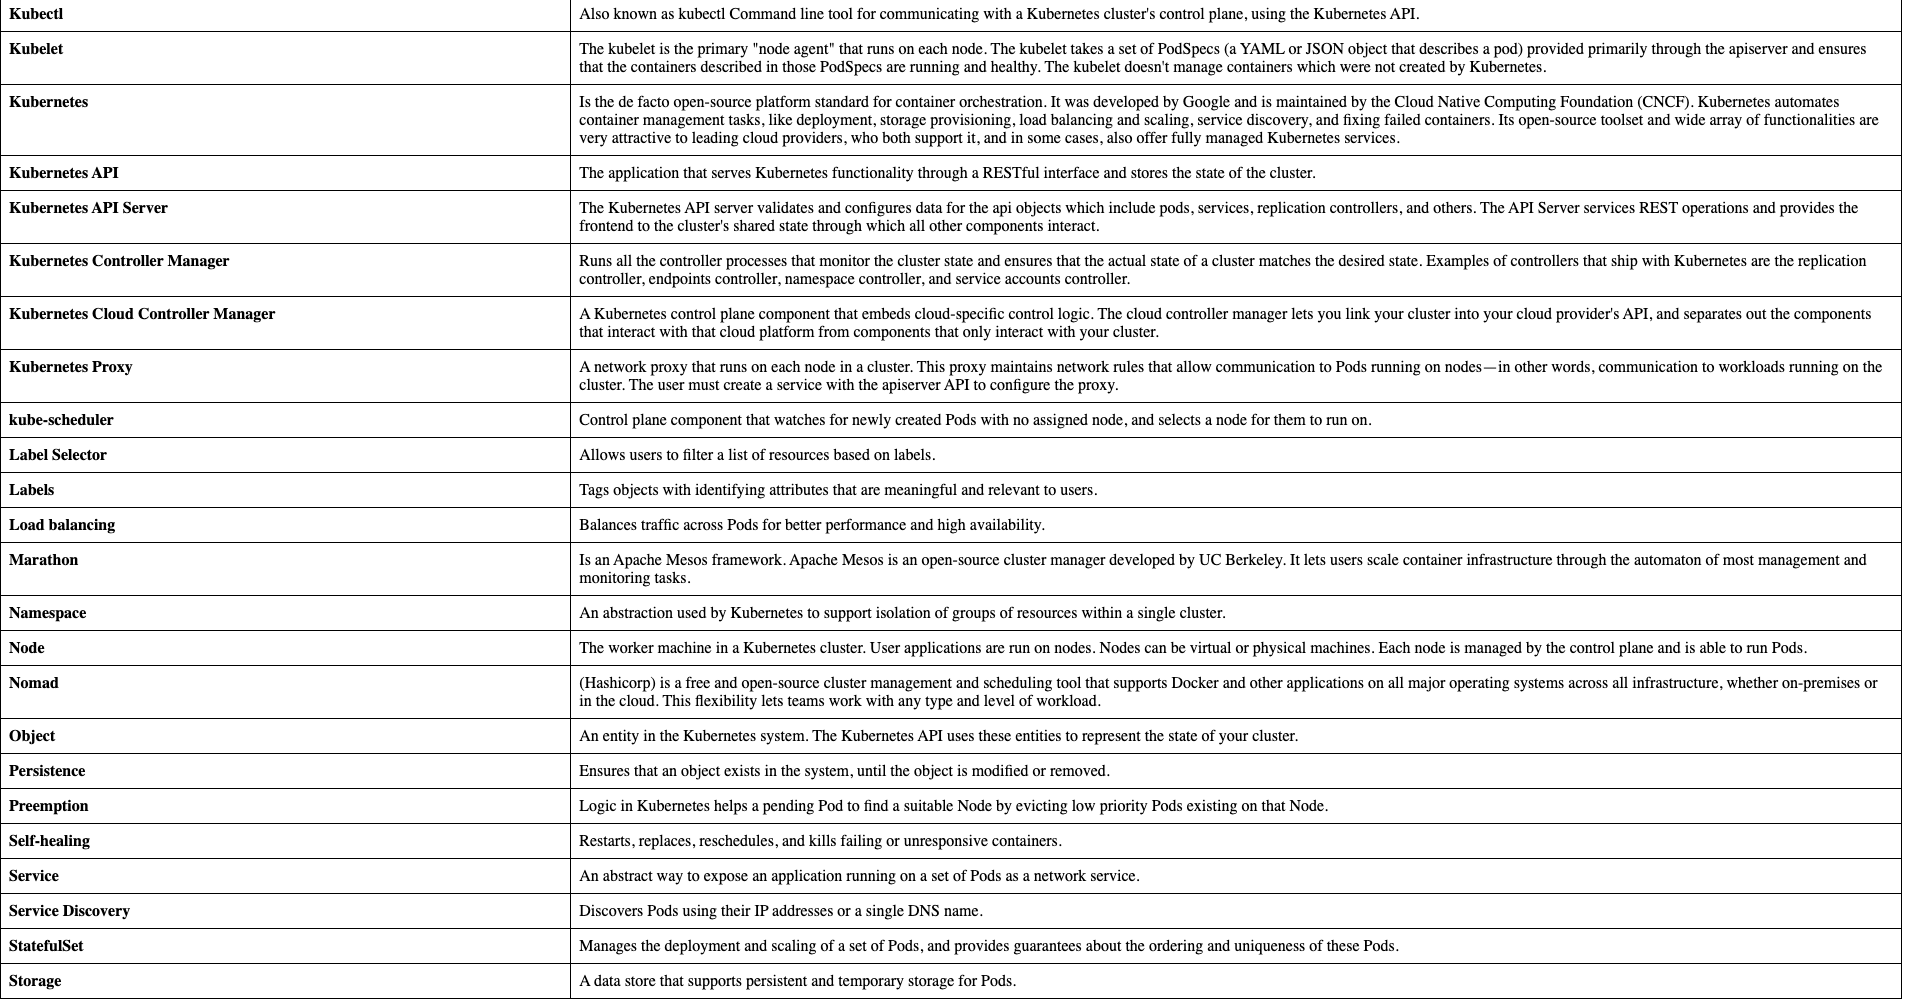 Kubectl
Also known as kubectl Command line tool for communicating with a Kubernetes cluster's control plane, using the Kubernetes API.
Kubelet
The kubelet is the primary "node agent" that runs on each node. The kubelet takes a set of PodSpecs (a YAML or JSON object that describes a pod) provided primarily through the apiserver and ensures
that the containers described in those PodSpecs are running and healthy. The kubelet doesn't manage containers which were not created by Kubernetes.
Kubernetes
Is the de facto open-source platform standard for container orchestration. It was developed by Google and is maintained by the Cloud Native Computing Foundation (CNCF). Kubernetes automates
container management tasks, like deployment, storage provisioning, load balancing and scaling, service discovery, and fixing failed containers. Its open-source toolset and wide array of functionalities are
very attractive to leading cloud providers, who both support it, and in some cases, also offer fully managed Kubernetes services.
Kubernetes API
The application that serves Kubernetes functionality through a RESTful interface and stores the state of the cluster.
Kubernetes API Server
The Kubernetes API server validates and configures data for the api objects which include pods, services, replication controllers, and others. The API Server services REST operations and provides the
frontend to the cluster's shared state through which all other components interact.
Kubernetes Controller Manager
Runs all the controller processes that monitor the cluster state and ensures that the actual state of a cluster matches the desired state. Examples of controllers that ship with Kubernetes are the replication
controller, endpoints controller, namespace controller, and service accounts controller.
Kubernetes Cloud Controller Manager
A Kubernetes control plane component that embeds cloud-specific control logic. The cloud controller manager lets you link your cluster into your cloud provider's API, and separates out the components
that interact with that cloud platform from components that only interact with your cluster.
Kubernetes Proxy
A network proxy that runs on each node in a cluster. This proxy maintains network rules that allow communication to Pods running on nodes—in other words, communication to workloads running on the
cluster. The user must create a service with the apiserver API to configure the proxy.
kube-scheduler
Control plane component that watches for newly created Pods with no assigned node, and selects a node for them to run on.
Label Selector
Allows users to filter a list of resources based on labels.
Labels
Tags objects with identifying attributes that are meaningful and relevant to users.
Load balancing
Balances traffic across Pods for better performance and high availability.
Marathon
Is an Apache Mesos framework. Apache Mesos is an open-source cluster manager developed by UC Berkeley. It lets users scale container infrastructure through the automaton of most management and
monitoring tasks.
Namespace
An abstraction used by Kubernetes to support isolation of groups of resources within a single cluster.
Node
The worker machine in a Kubernetes cluster. User applications are run on nodes. Nodes can be virtual or physical machines. Each node is managed by the control plane and is able to run Pods.
Nomad
(Hashicorp) is a free and open-source cluster management and scheduling tool that supports Docker and other applications on all major operating systems across all infrastructure, whether on-premises or
in the cloud. This flexibility lets teams work with any type and level of workload.
Object
An entity in the Kubernetes system. The Kubernetes API uses these entities to represent the state of your cluster.
Persistence
Ensures that an object exists in the system, until the object is modified or removed.
Preemption
Logic in Kubernetes helps a pending Pod to find a suitable Node by evicting low priority Pods existing on that Node.
Self-healing
Restarts, replaces, reschedules, and kills failing or unresponsive containers.
Service
An abstract way to expose an application running on a set of Pods as a network service.
Service Discovery
Discovers Pods using their IP addresses or a single DNS name.
StatefulSet
Manages the deployment and scaling of a set of Pods, and provides guarantees about the ordering and uniqueness of these Pods.
Storage
A data store that supports persistent and temporary storage for Pods.